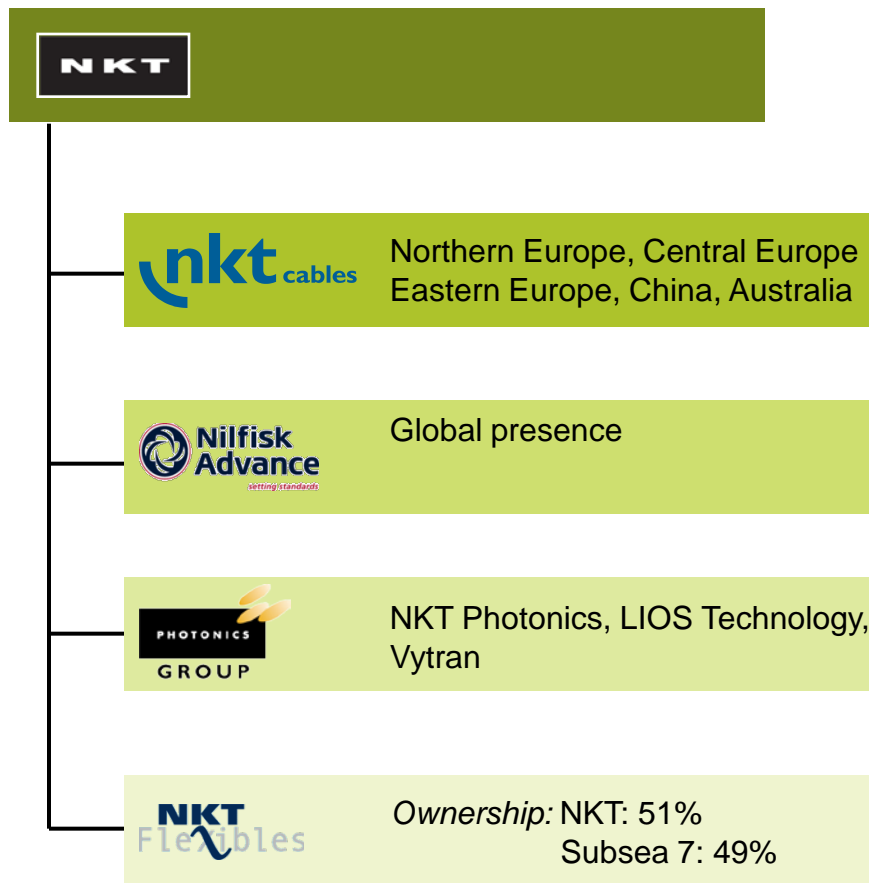 NKT
nkt cables
Northern Europe, Central Europe
Eastern Europe, China, Australia
Nilfisk
Advance
setting standards
Global presence
PHOTONICS
GROUP
NKT Photonics, LIOS Technology,
Vytran
NKT
Flexibles
Ownership: NKT: 51%
Subsea 7: 49%